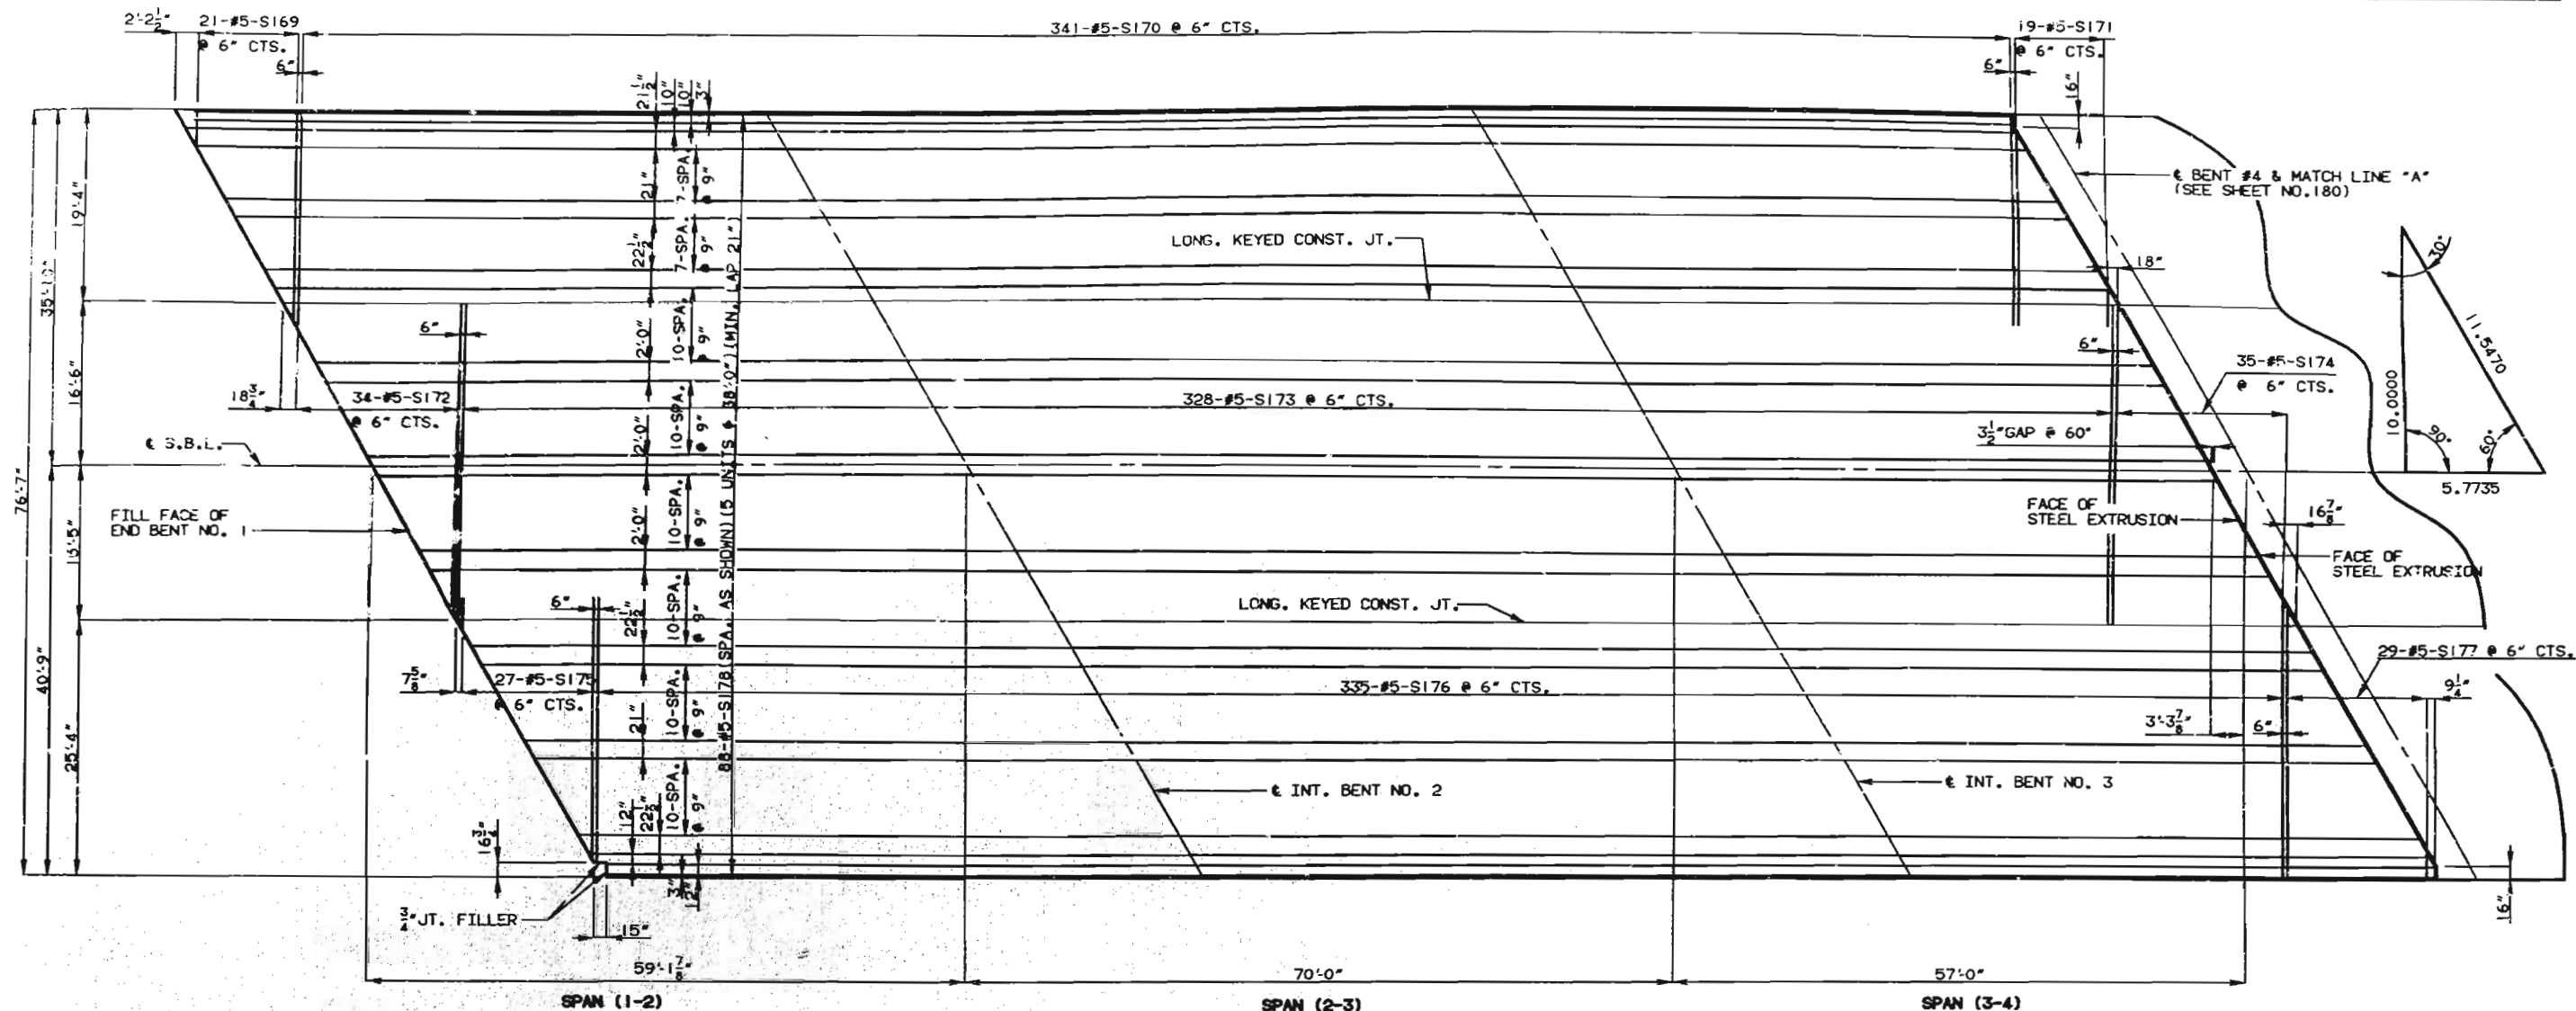 2'-2½"
21-#5-S169
@ 6" CTS.
6"
341-#5-S170 @ 6" CTS.
19-#5-S171
@ 6" CTS.
6"
16"
21½"
10"
10"
3"
7-SPA.
@ 9"
21"
7-SPA.
@ 9"
22½"
10-SPA.
@ 9"
2'-0"
10-SPA.
@ 9"
2'-0"
10-SPA.
@ 9"
2'-0"
10-SPA.
@ 9"
22½"
10-SPA.
@ 9"
21"
10-SPA.
@ 9"
22½"
12"
3"
12"
88-#5-S178 (SPA. AS SHOWN) (5 UNITS @ 38'-0") (MIN. LAP 21")
76'-7"
35'-10"
40'-9"
19'-4"
16'-6"
15'-5"
25'-4"
₵ BENT #4 & MATCH LINE "A"
(SEE SHEET NO.180)
LONG. KEYED CONST. JT.
18"
6"
6"
18¾"
34-#5-S172
@ 6" CTS.
328-#5-S173 @ 6" CTS.
35-#5-S174
@ 6" CTS.
3½"GAP @ 60°
₵ S.B.L.
30°
11.5470
10.0000
90°
60°
5.7735
FILL FACE OF
END BENT NO. 1
FACE OF
STEEL EXTRUSION
16⅞"
FACE OF
STEEL EXTRUSION
6"
LONG. KEYED CONST. JT.
7⅝"
27-#5-S175
@ 6" CTS.
335-#5-S176 @ 6" CTS.
29-#5-S177 @ 6" CTS.
9¼"
3'-3⅞"
6"
₵ INT. BENT NO. 2
₵ INT. BENT NO. 3
16¾"
¾"JT. FILLER
15"
16"
59'-1⅞"
70'-0"
57'-0"
SPAN (1-2)
SPAN (2-3)
SPAN (3-4)